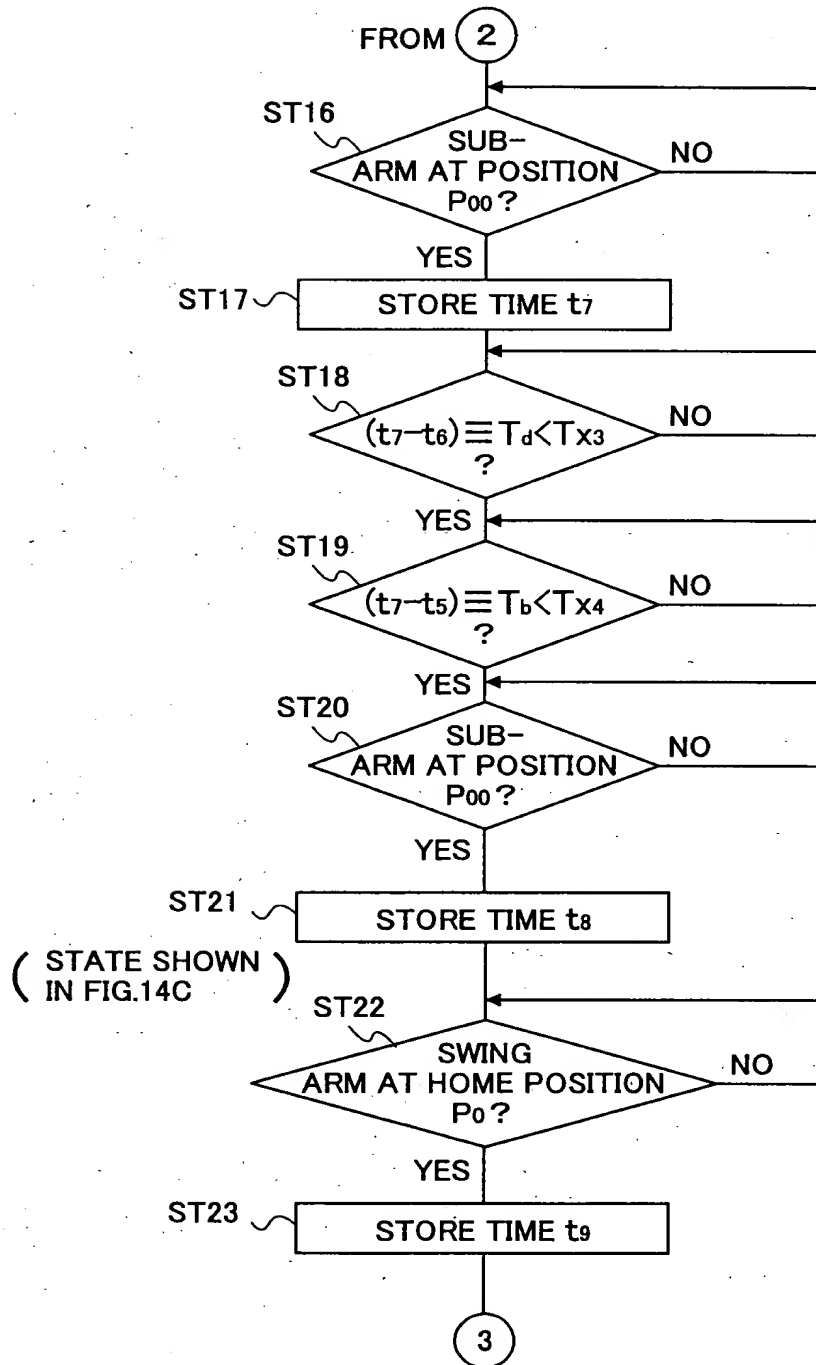 FROM 2
ST16
SUB-
ARM AT POSITION
P00?
NO
YES
ST17
STORE TIME t7
ST18
(t7-t6)≡Td<TX3
?
NO
YES
ST19
(t7-t5)≡Tb<TX4
?
NO
YES
ST20
SUB-
ARM AT POSITION
P00?
NO
YES
ST21
STORE TIME t8
(STATE SHOWN
IN FIG.14C)
ST22
SWING
ARM AT HOME POSITION
P0?
NO
YES
ST23
STORE TIME t9
3